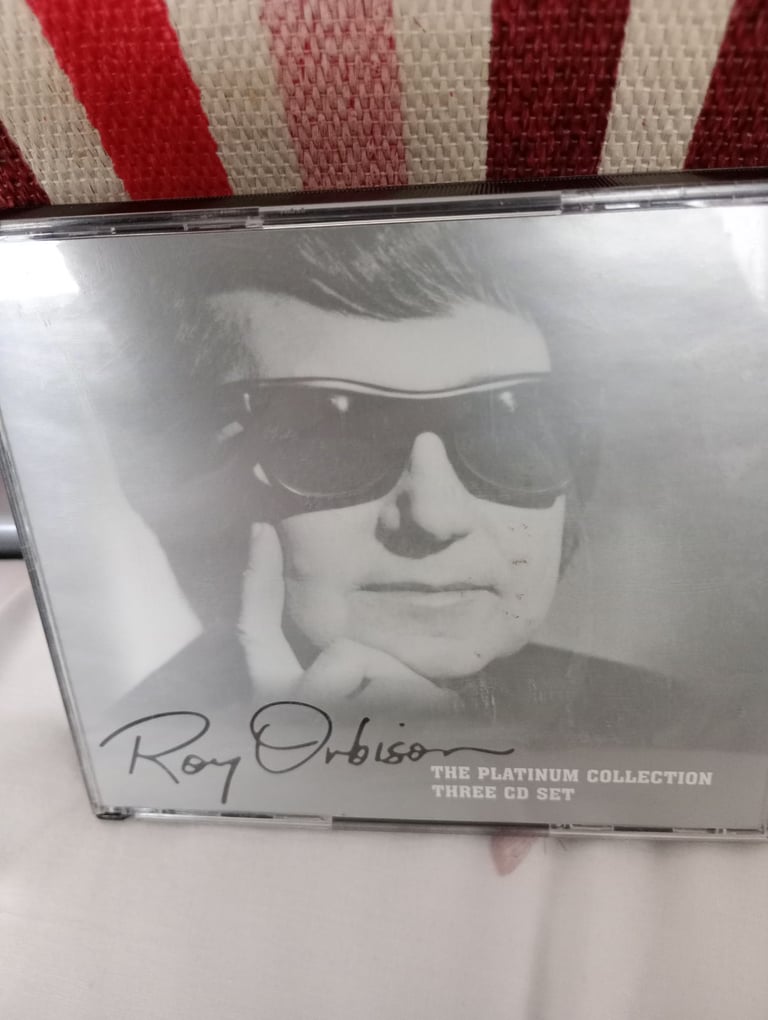 Roy Orbison
THE PLATINUM COLLECTION
THREE CD SET